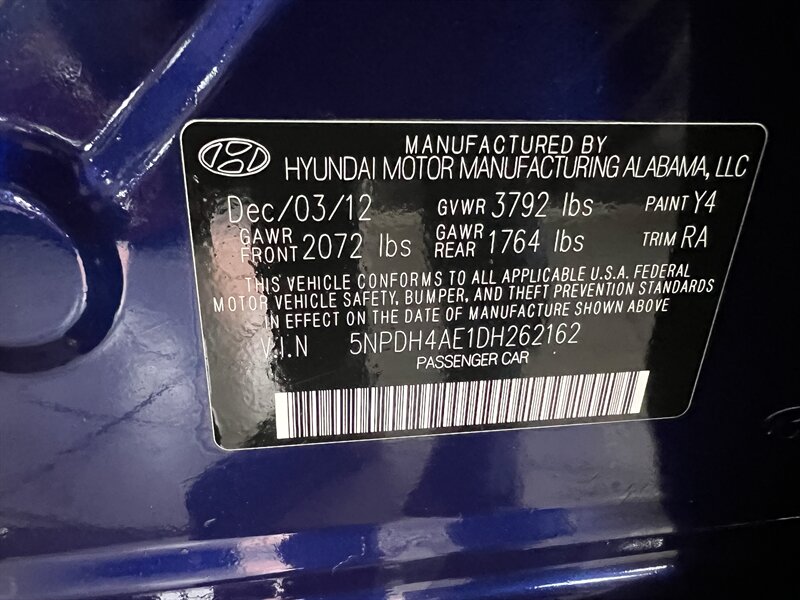 MANUFACTURED BY
HYUNDAI MOTOR MANUFACTURING ALABAMA, LLC
Dec/03/12 GVWR 3792 lbs PAINT Y4
GAWR FRONT 2072 lbs GAWR REAR 1764 lbs TRIM RA
THIS VEHICLE CONFORMS TO ALL APPLICABLE U.S.A. FEDERAL
MOTOR VEHICLE SAFETY, BUMPER, AND THEFT PREVENTION STANDARDS
IN EFFECT ON THE DATE OF MANUFACTURE SHOWN ABOVE
V.I.N 5NPDH4AE1DH262162
PASSENGER CAR